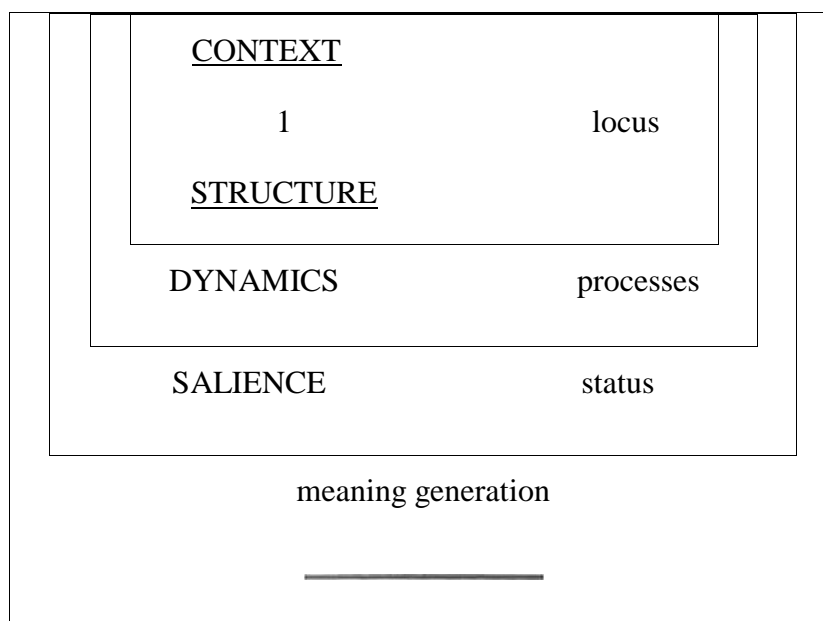 CONTEXT
1 locus
STRUCTURE
DYNAMICS processes
SALIENCE status
meaning generation